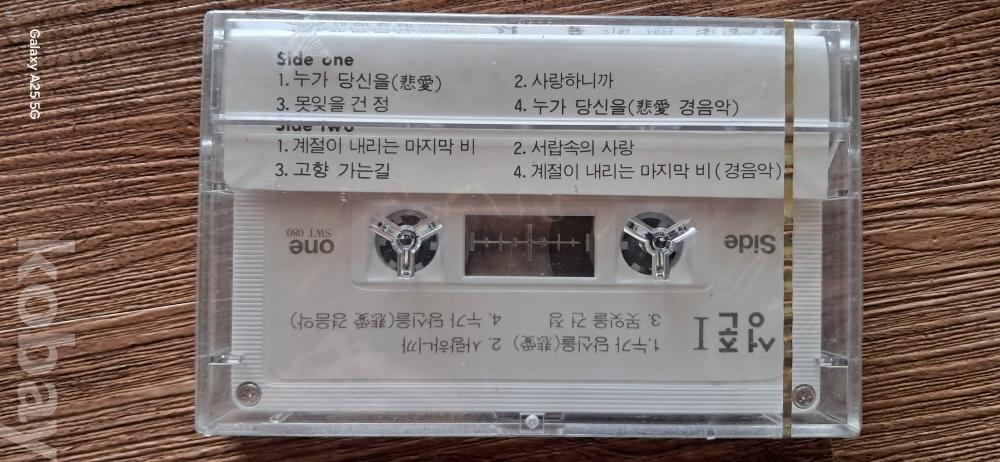 Side one
1. 누가 당신을(悲愛) 2. 사랑하니까
3. 못잊을 건 정 4. 누가 당신을(悲愛 경음악)
Side Two
1. 계절이 내리는 마지막 비 2. 서랍속의 사랑
3. 고향 가는길 4. 계절이 내리는 마지막 비(경음악)
성준 I
1. 누가 당신을(悲愛) 2. 사랑하니까
3. 못잊을 건 정 4. 누가 당신을(悲愛 경음악)
Side one
SWT 080
Galaxy A25 5G
kobay